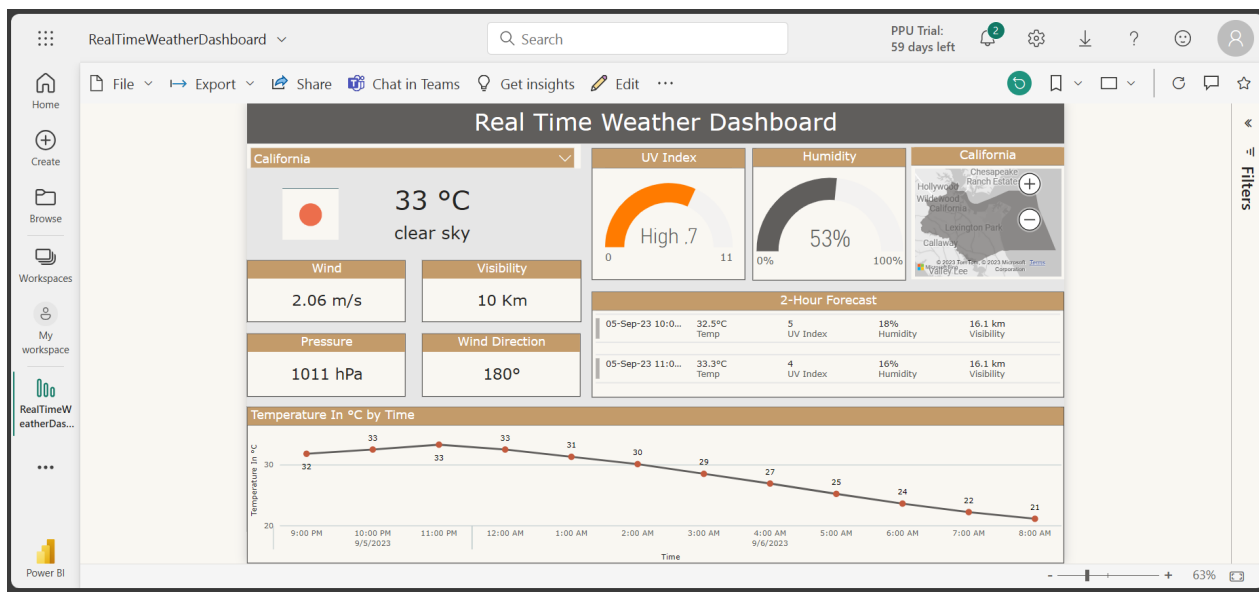 RealTimeWeatherDashboard
Search
PPU Trial:
59 days left
2
File
Export
Share
Chat in Teams
Get insights
Edit
Home
Create
Browse
Workspaces
My
workspace
RealTimeW
eatherDas...
Power BI
Filters
Real Time Weather Dashboard
California
33 °C
clear sky
Wind
2.06 m/s
Visibility
10 Km
Pressure
1011 hPa
Wind Direction
180°
UV Index
High .7
0
11
Humidity
53%
0%
100%
California
Chesapeake
Ranch Estates
Hollywood
Wildewood
California
Lexington Park
Callaway
Valley Lee
© 2023 TomTom, © 2023 Microsoft Terms
Corporation
2-Hour Forecast
05-Sep-23 10:0... 32.5°C 5 18% 16.1 km
Temp UV Index Humidity Visibility
05-Sep-23 11:0... 33.3°C 4 16% 16.1 km
Temp UV Index Humidity Visibility
Temperature In °C by Time
Temperature In °C
30
20
32 33 33 33 31 30 29 27 25 24 22 21
9:00 PM 10:00 PM 11:00 PM 12:00 AM 1:00 AM 2:00 AM 3:00 AM 4:00 AM 5:00 AM 6:00 AM 7:00 AM 8:00 AM
9/5/2023 9/6/2023
Time
- + 63%